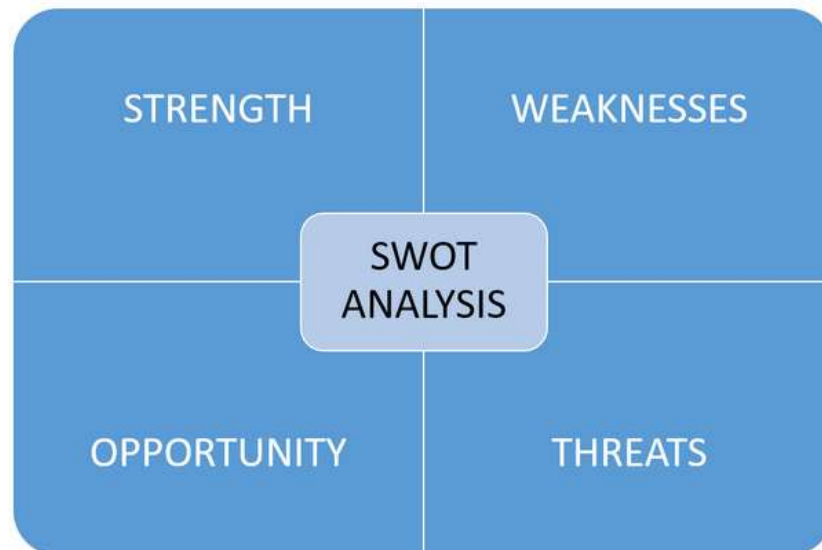 STRENGTH
WEAKNESSES
SWOT
ANALYSIS
OPPORTUNITY
THREATS